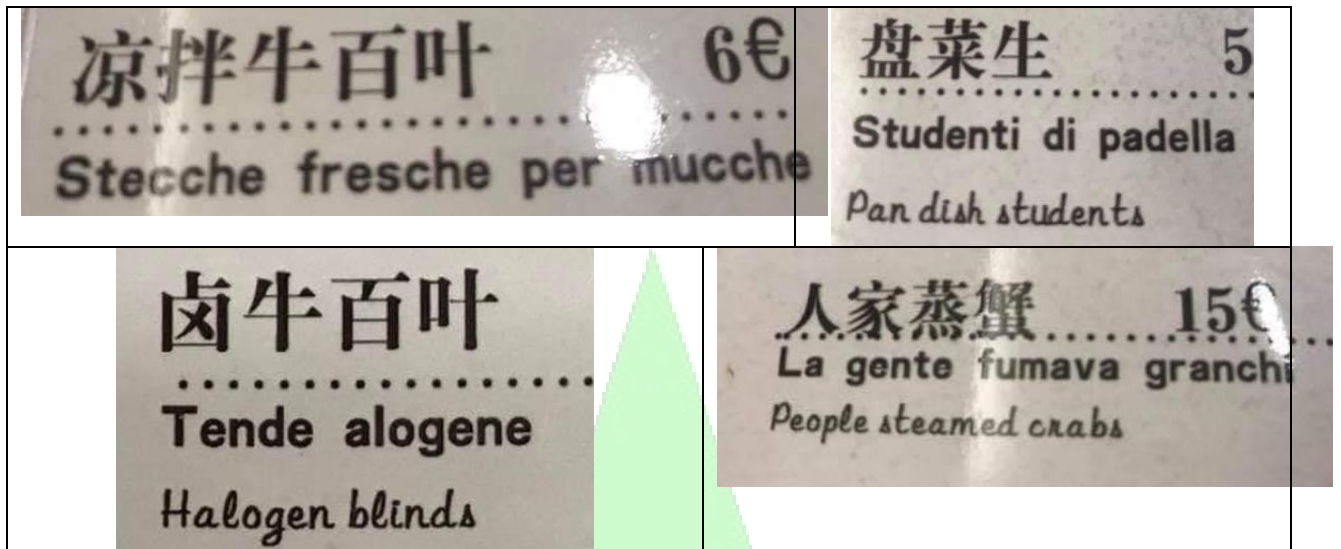 凉拌牛百叶 6€
Stecche fresche per mucche
盘菜生 5
Studenti di padella
Pan dish students
卤牛百叶
Tende alogene
Halogen blinds
人家蒸蟹 15€
La gente fumava granchi
People steamed crabs